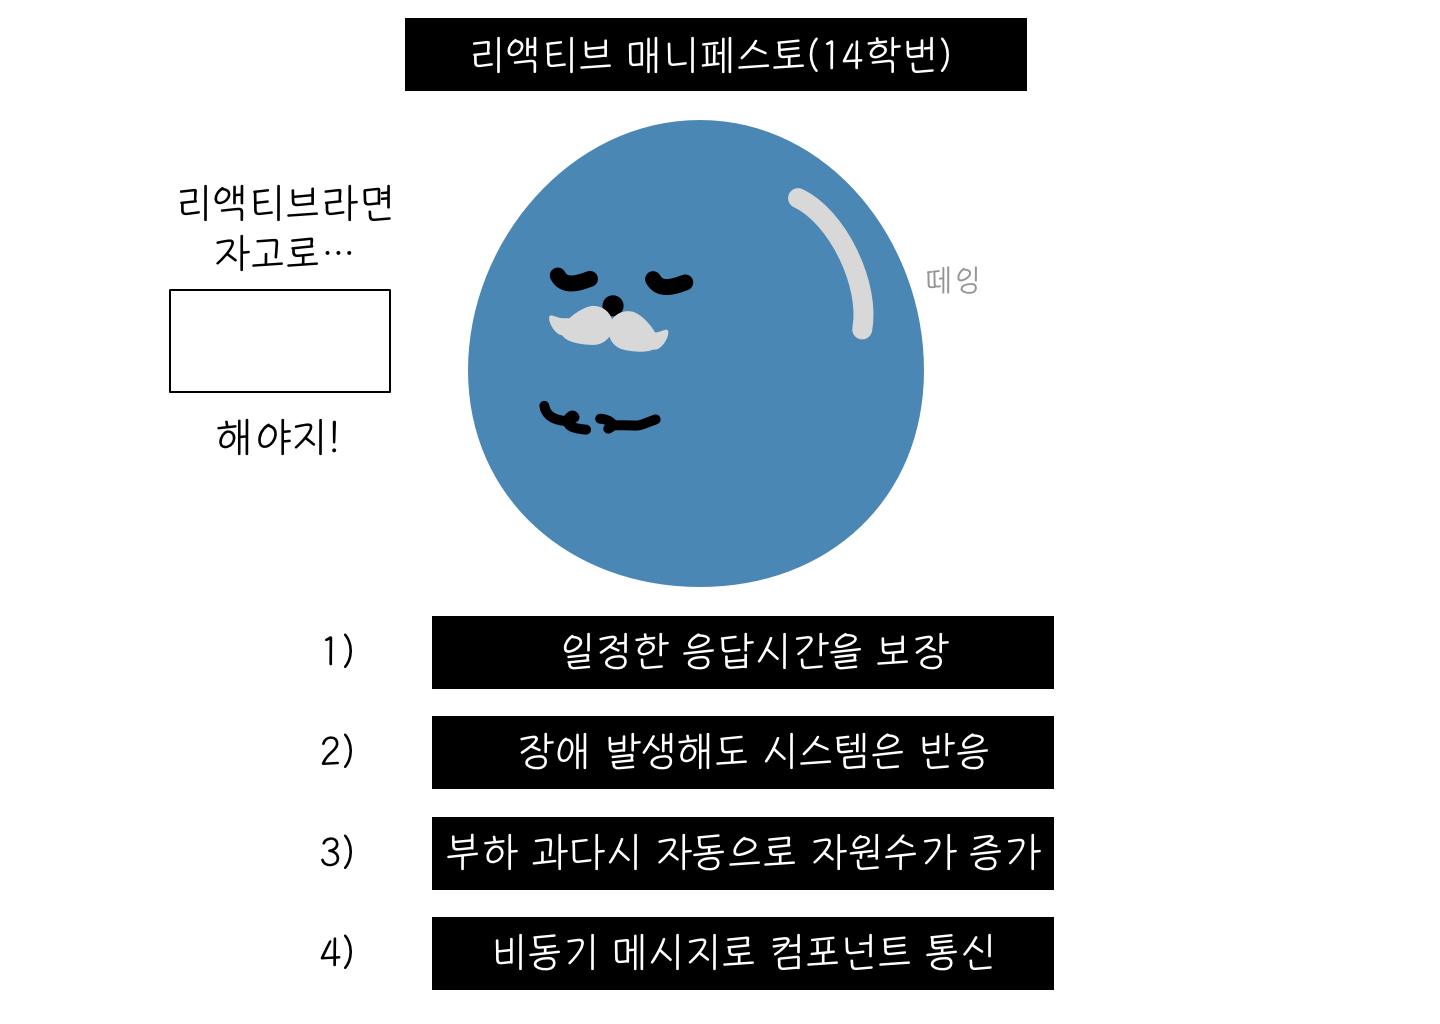 리액티브 매니페스토(14학번)
리액티브라면
자고로...
해야지!
떼잉
1) 일정한 응답시간을 보장
2) 장애 발생해도 시스템은 반응
3) 부하 과다시 자동으로 자원수가 증가
4) 비동기 메시지로 컴포넌트 통신